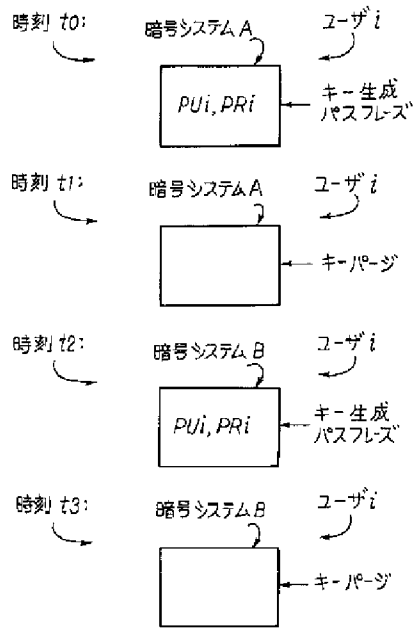 時刻 t0:
暗号システムA
ユーザ i
PUi, PRi
キー生成
パスフレーズ
時刻 t1:
暗号システムA
ユーザ i
キーパージ
時刻 t2:
暗号システム B
ユーザ i
PUi, PRi
キー生成
パスフレーズ
時刻 t3:
暗号システムB
ユーザ i
キーパージ